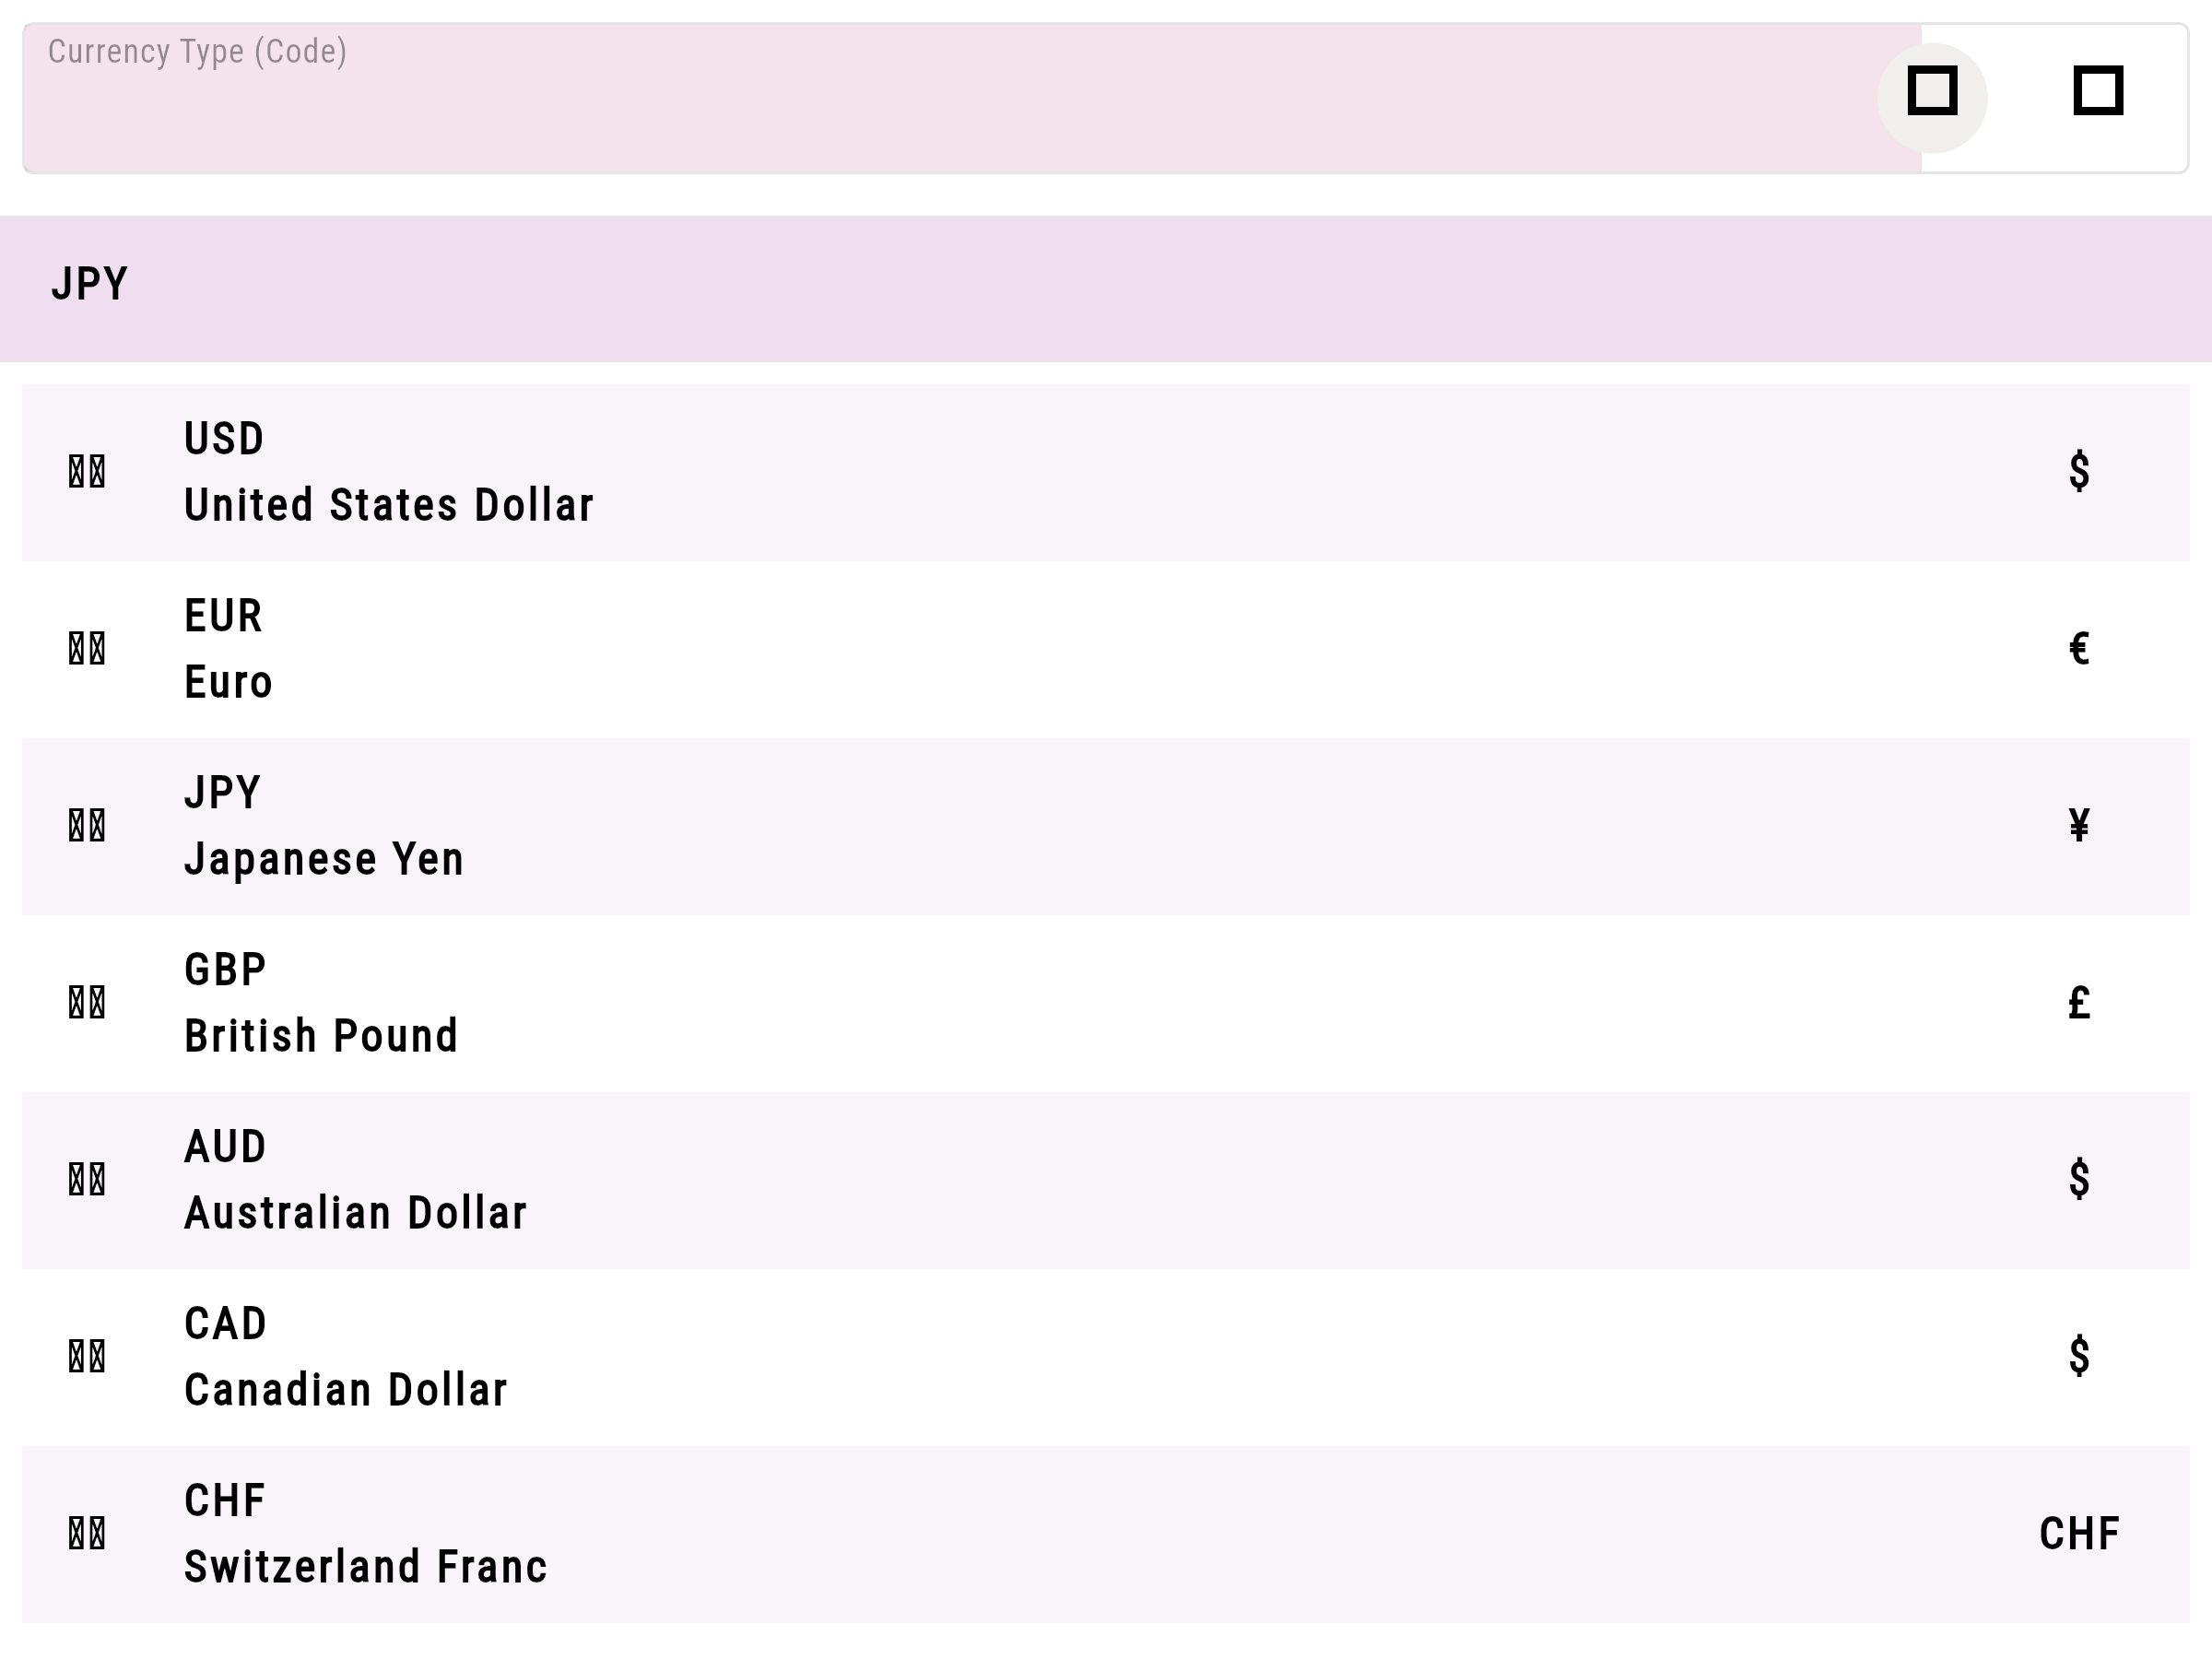 Currency Type (Code)
JPY
USD
United States Dollar
$
EUR
Euro
€
JPY
Japanese Yen
¥
GBP
British Pound
£
AUD
Australian Dollar
$
CAD
Canadian Dollar
$
CHF
Switzerland Franc
CHF